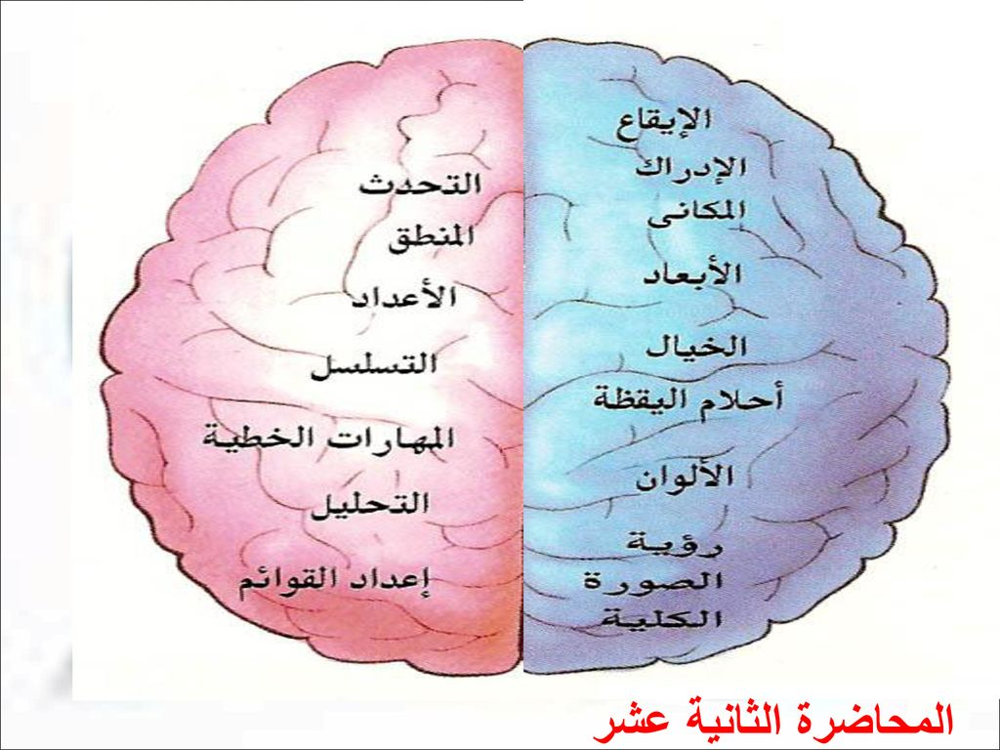 الإيقاع
الإدراك
المكانى
الأبعاد
الخيال
أحلام اليقظة
الألوان
رؤية
الصورة
الكلية
التحدث
المنطق
الأعداد
التسلسل
المهارات الخطية
التحليل
إعداد القوائم
المحاضرة الثانية عشر